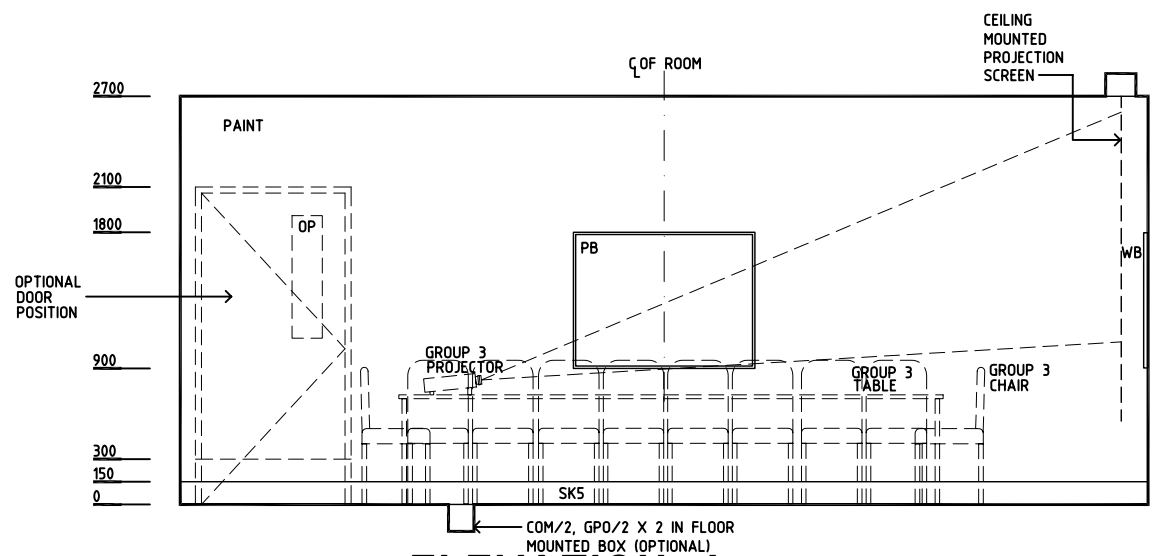 CEILING
MOUNTED
PROJECTION
SCREEN
℄ OF ROOM
2700
PAINT
2100
1800
OP
PB
WB
OPTIONAL
DOOR
POSITION
GROUP 3
PROJECTOR
900
GROUP 3
TABLE
GROUP 3
CHAIR
300
150
0
SK5
COM/2, GPO/2 X 2 IN FLOOR
MOUNTED BOX (OPTIONAL)